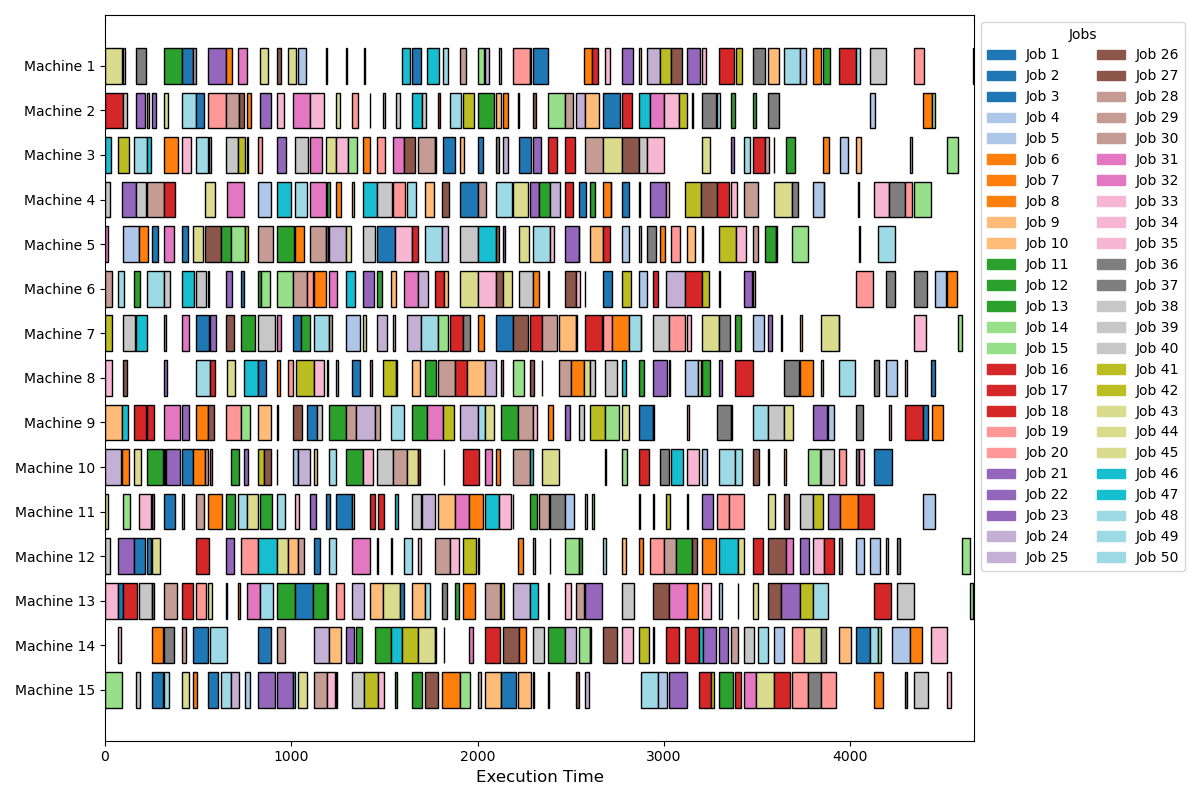 Machine 1
Machine 2
Machine 3
Machine 4
Machine 5
Machine 6
Machine 7
Machine 8
Machine 9
Machine 10
Machine 11
Machine 12
Machine 13
Machine 14
Machine 15
0 1000 2000 3000 4000
Execution Time
Jobs
Job 1
Job 2
Job 3
Job 4
Job 5
Job 6
Job 7
Job 8
Job 9
Job 10
Job 11
Job 12
Job 13
Job 14
Job 15
Job 16
Job 17
Job 18
Job 19
Job 20
Job 21
Job 22
Job 23
Job 24
Job 25
Job 26
Job 27
Job 28
Job 29
Job 30
Job 31
Job 32
Job 33
Job 34
Job 35
Job 36
Job 37
Job 38
Job 39
Job 40
Job 41
Job 42
Job 43
Job 44
Job 45
Job 46
Job 47
Job 48
Job 49
Job 50